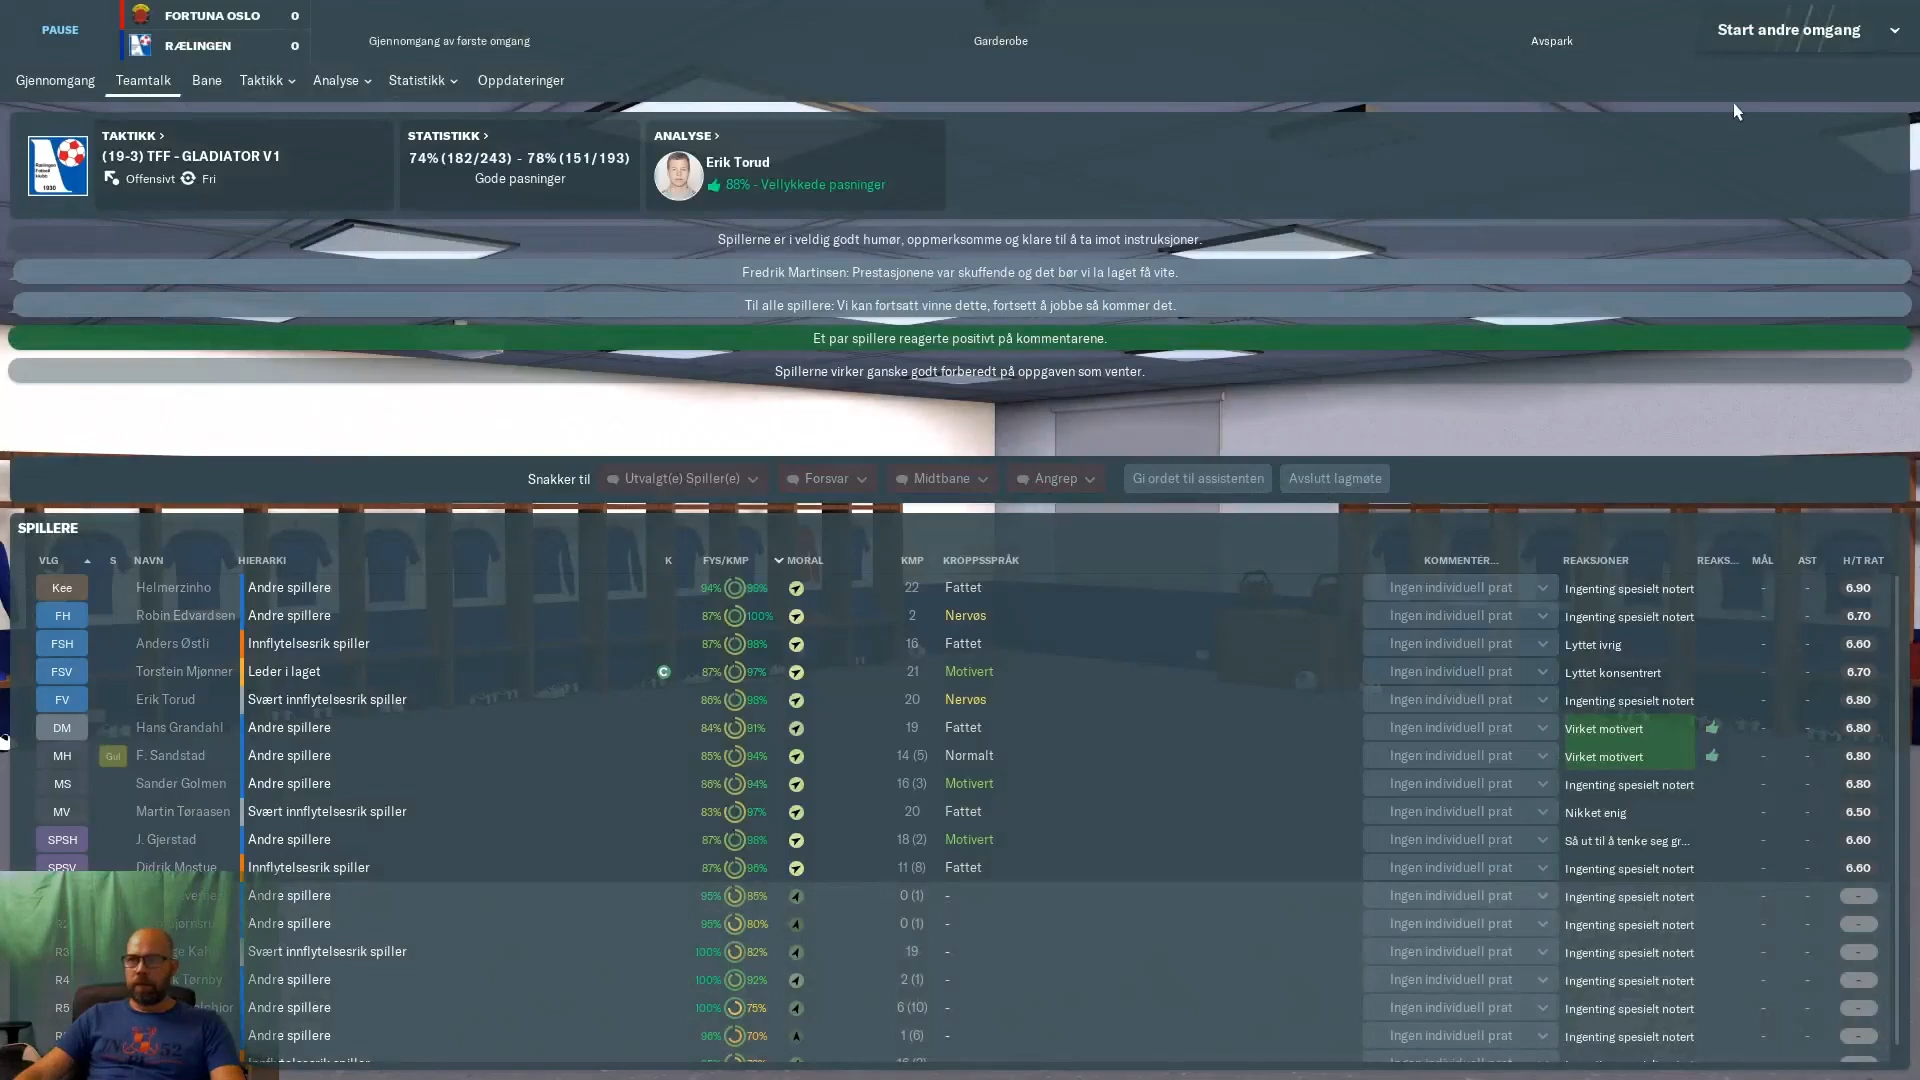 PAUSE
FORTUNA OSLO 0
RÆLINGEN 0
Gjennomgang av første omgang
Garderobe
Avspark
Start andre omgang
Gjennomgang Teamtalk Bane Taktikk Analyse Statistikk Oppdateringer
TAKTIKK >
(19-3) TFF - GLADIATOR V1
Offensivt Fri
STATISTIKK >
74% (182/243) - 78% (151/193)
Gode pasninger
ANALYSE >
Erik Torud
88% - Vellykkede pasninger
Spillerne er i veldig godt humør, oppmerksomme og klare til å ta imot instruksjoner.
Fredrik Martinsen: Prestasjonene var skuffende og det bør vi la laget få vite.
Til alle spillere: Vi kan fortsatt vinne dette, fortsett å jobbe så kommer det.
Et par spillere reagerte positivt på kommentarene.
Spillerne virker ganske godt forberedt på oppgaven som venter.
Snakker til Utvalgt(e) Spiller(e) Forsvar Midtbane Angrep Gi ordet til assistenten Avslutt lagmøte
SPILLERE
VLG S NAVN HIERARKI K FYS/KMP MORAL KMP KROPPSSPRÅK KOMMENTÉR... REAKSJONER REAKS... MÅL AST H/T RAT
Kee Helmerzinho Andre spillere 94% 99% 22 Fattet Ingen individuell prat Ingenting spesielt notert - - 6.90
FH Robin Edvardsen Andre spillere 87% 100% 2 Nervøs Ingen individuell prat Ingenting spesielt notert - - 6.70
FSH Anders Østli Innflytelsesrik spiller 87% 98% 16 Fattet Ingen individuell prat Lyttet ivrig - - 6.60
FSV Torstein Mjønner Leder i laget C 87% 97% 21 Motivert Ingen individuell prat Lyttet konsentrert - - 6.70
FV Erik Torud Svært innflytelsesrik spiller 86% 98% 20 Nervøs Ingen individuell prat Ingenting spesielt notert - - 6.80
DM Hans Grandahl Andre spillere 84% 91% 19 Fattet Ingen individuell prat Virket motivert - - 6.80
MH Gul F. Sandstad Andre spillere 85% 94% 14 (5) Normalt Ingen individuell prat Virket motivert - - 6.80
MS Sander Golmen Andre spillere 86% 94% 16 (3) Motivert Ingen individuell prat Ingenting spesielt notert - - 6.80
MV Martin Tøraasen Svært innflytelsesrik spiller 83% 97% 20 Fattet Ingen individuell prat Nikket enig - - 6.50
SPSH J. Gjerstad Andre spillere 87% 98% 18 (2) Motivert Ingen individuell prat Så ut til å tenke seg gr... - - 6.60
SPSV Didrik Mostue Innflytelsesrik spiller 87% 96% 11 (8) Fattet Ingen individuell prat Ingenting spesielt notert - - 6.60
Andre spillere 95% 85% 0 (1) - Ingen individuell prat Ingenting spesielt notert - - -
Andre spillere 95% 80% 0 (1) - Ingen individuell prat Ingenting spesielt notert - - -
R3 Svært innflytelsesrik spiller 100% 82% 19 - Ingen individuell prat Ingenting spesielt notert - - -
R4 Tørnby Andre spillere 100% 92% 2 (1) - Ingen individuell prat Ingenting spesielt notert - - -
R5 Andre spillere 100% 75% 6 (10) - Ingen individuell prat Ingenting spesielt notert - - -
Andre spillere 96% 70% 1 (6) - Ingen individuell prat Ingenting spesielt notert - - -